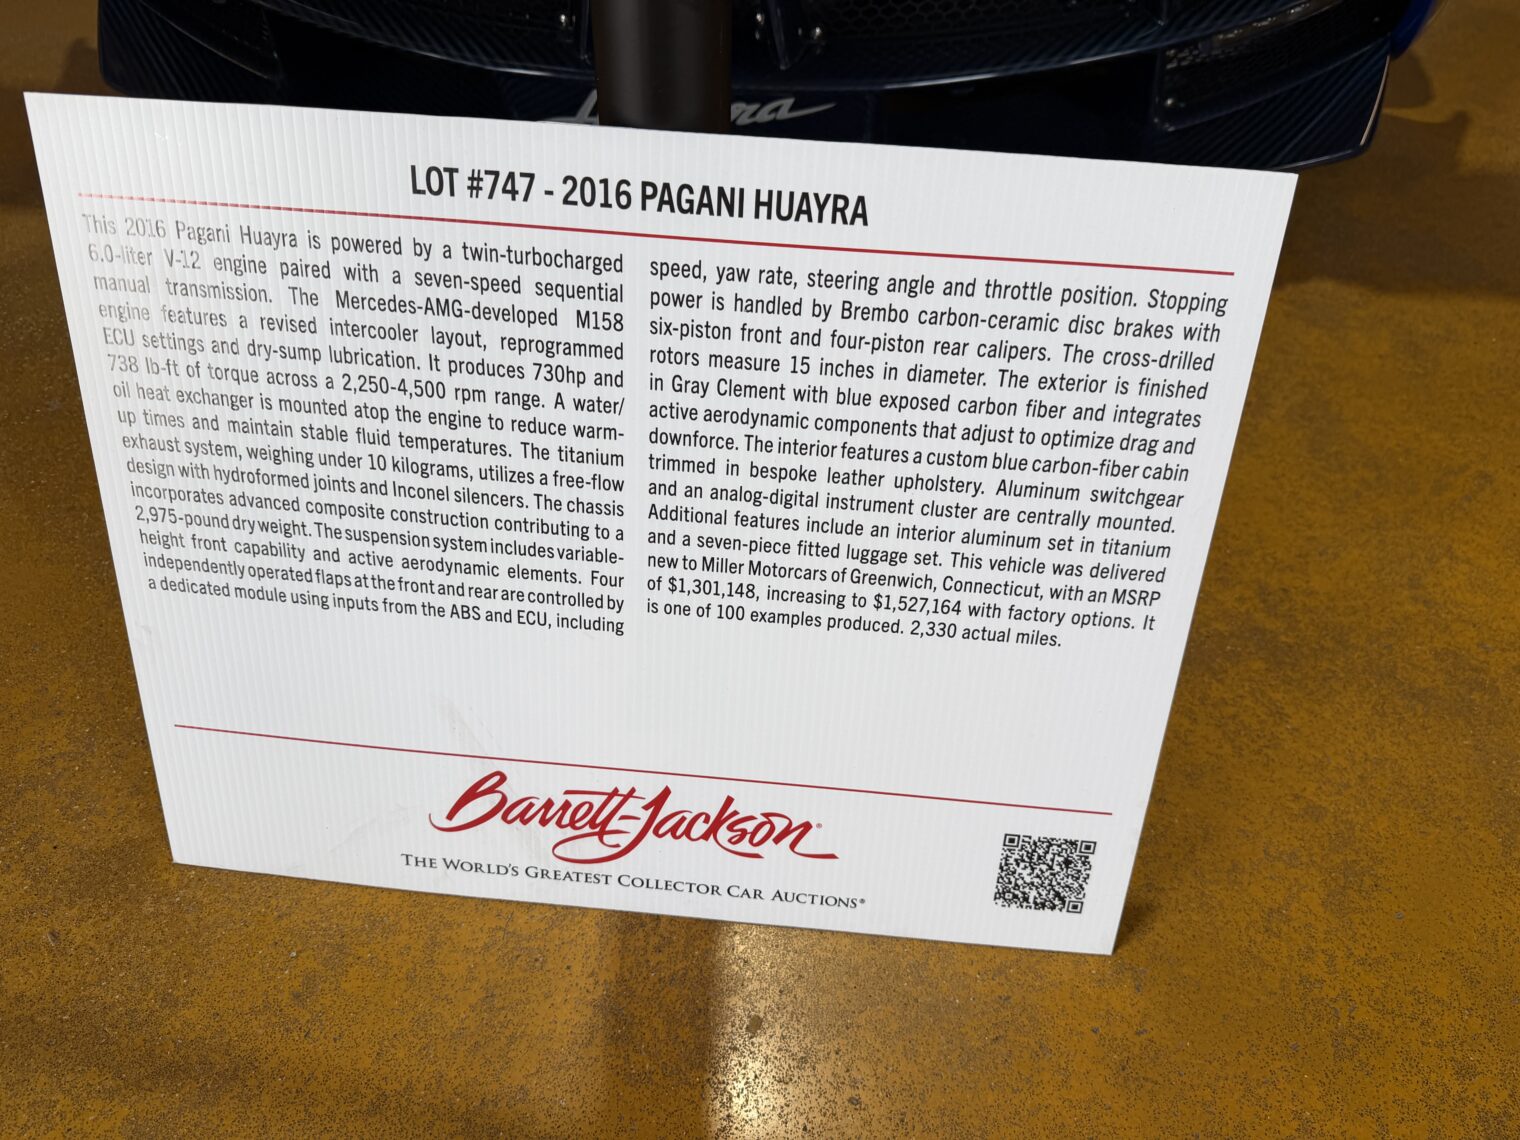 LOT #747 - 2016 PAGANI HUAYRA
This 2016 Pagani Huayra is powered by a twin-turbocharged
6.0-liter V-12 engine paired with a seven-speed sequential
manual transmission. The Mercedes-AMG-developed M158
engine features a revised intercooler layout, reprogrammed
ECU settings and dry-sump lubrication. It produces 730hp and
738 lb-ft of torque across a 2,250-4,500 rpm range. A water/
oil heat exchanger is mounted atop the engine to reduce warm-
up times and maintain stable fluid temperatures. The titanium
exhaust system, weighing under 10 kilograms, utilizes a free-flow
design with hydroformed joints and Inconel silencers. The chassis
incorporates advanced composite construction contributing to a
2,975-pound dry weight. The suspension system includes variable-
height front capability and active aerodynamic elements. Four
independently operated flaps at the front and rear are controlled by
a dedicated module using inputs from the ABS and ECU, including
speed, yaw rate, steering angle and throttle position. Stopping
power is handled by Brembo carbon-ceramic disc brakes with
six-piston front and four-piston rear calipers. The cross-drilled
rotors measure 15 inches in diameter. The exterior is finished
in Gray Clement with blue exposed carbon fiber and integrates
active aerodynamic components that adjust to optimize drag and
downforce. The interior features a custom blue carbon-fiber cabin
trimmed in bespoke leather upholstery. Aluminum switchgear
and an analog-digital instrument cluster are centrally mounted.
Additional features include an interior aluminum set in titanium
and a seven-piece fitted luggage set. This vehicle was delivered
new to Miller Motorcars of Greenwich, Connecticut, with an MSRP
of $1,301,148, increasing to $1,527,164 with factory options. It
is one of 100 examples produced. 2,330 actual miles.
Barrett-Jackson®
THE WORLD'S GREATEST COLLECTOR CAR AUCTIONS®